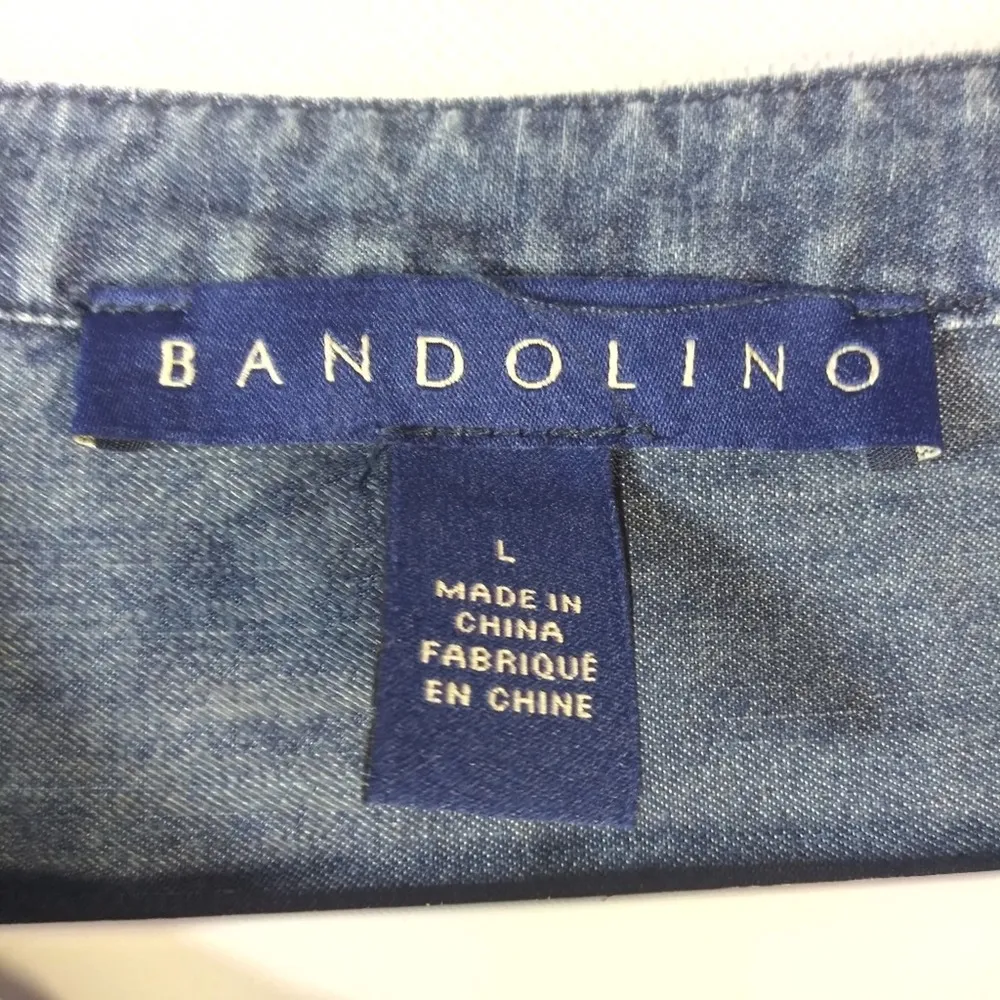 BANDOLINO
L
MADE IN
CHINA
FABRIQUÉ
EN CHINE